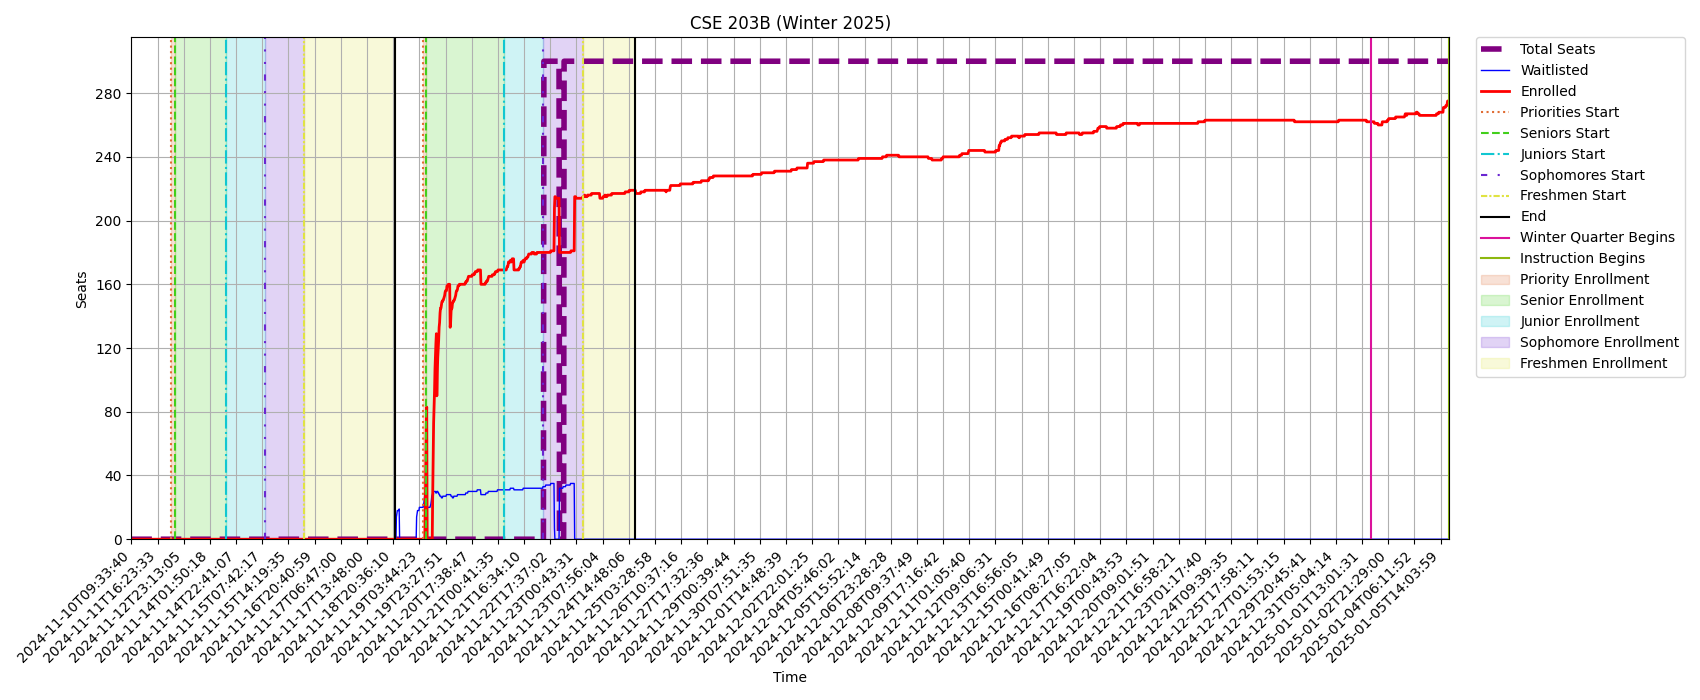 CSE 203B (Winter 2025)
Seats
280
240
200
160
120
80
40
0
2024-11-10T09:33:40
2024-11-11T16:23:33
2024-11-12T23:13:05
2024-11-14T01:50:18
2024-11-14T22:41:07
2024-11-15T07:42:17
2024-11-15T14:19:35
2024-11-16T20:40:59
2024-11-17T06:47:00
2024-11-17T13:48:00
2024-11-18T20:36:10
2024-11-19T03:44:23
2024-11-19T23:27:51
2024-11-20T17:38:47
2024-11-21T00:41:35
2024-11-21T16:34:10
2024-11-22T17:37:02
2024-11-23T00:43:31
2024-11-23T17:56:04
2024-11-24T14:48:06
2024-11-25T03:28:58
2024-11-26T10:37:16
2024-11-27T17:32:36
2024-11-29T00:39:44
2024-11-30T07:51:35
2024-12-01T14:48:39
2024-12-02T22:01:25
2024-12-04T05:46:02
2024-12-05T15:52:14
2024-12-06T23:28:28
2024-12-08T09:37:49
2024-12-09T17:16:42
2024-12-11T01:05:40
2024-12-12T09:06:31
2024-12-13T16:56:05
2024-12-15T00:41:49
2024-12-16T08:27:05
2024-12-17T16:22:04
2024-12-19T00:43:53
2024-12-20T09:01:51
2024-12-21T16:58:21
2024-12-23T01:17:40
2024-12-24T09:39:35
2024-12-25T17:58:11
2024-12-27T01:53:15
2024-12-29T20:45:41
2024-12-31T05:04:14
2025-01-01T13:01:31
2025-01-02T21:29:00
2025-01-04T06:11:52
2025-01-05T14:03:59
Time
Total Seats
Waitlisted
Enrolled
Priorities Start
Seniors Start
Juniors Start
Sophomores Start
Freshmen Start
End
Winter Quarter Begins
Instruction Begins
Priority Enrollment
Senior Enrollment
Junior Enrollment
Sophomore Enrollment
Freshmen Enrollment